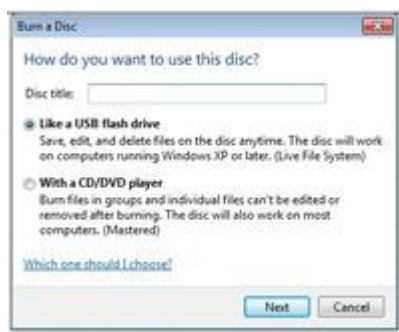 Burn a Disc
How do you want to use this disc?
Disc title:
Like a USB flash drive
Save, edit, and delete files on the disc anytime. The disc will work
on computers running Windows XP or later. (Live File System)
With a CD/DVD player
Burn files in groups and individual files can't be edited or
removed after burning. The disc will also work on most
computers. (Mastered)
Which one should I choose?
Next Cancel